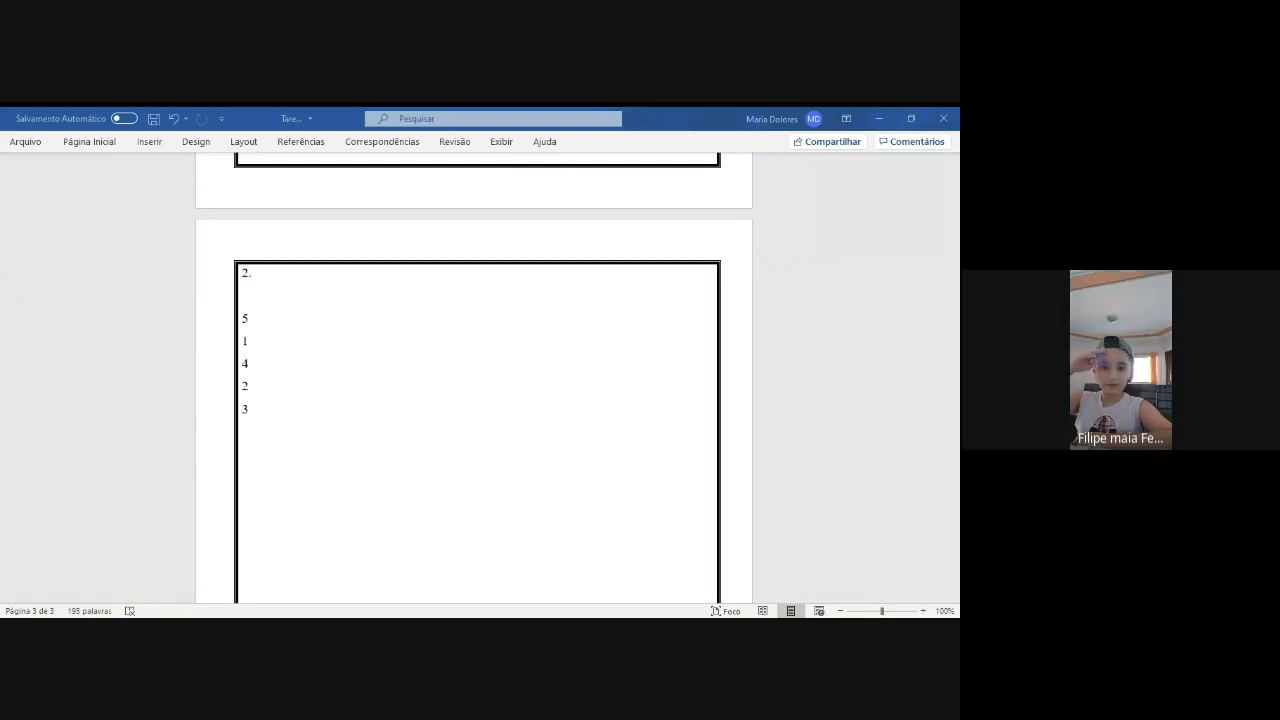 Salvamento Automático
Tare...
Pesquisar
Maria Dolores
MD
Arquivo
Página Inicial
Inserir
Design
Layout
Referências
Correspondências
Revisão
Exibir
Ajuda
Compartilhar
Comentários
2.
5
1
4
2
3
Filipe maia Fe...
Página 3 de 3
195 palavras
Foco
100%